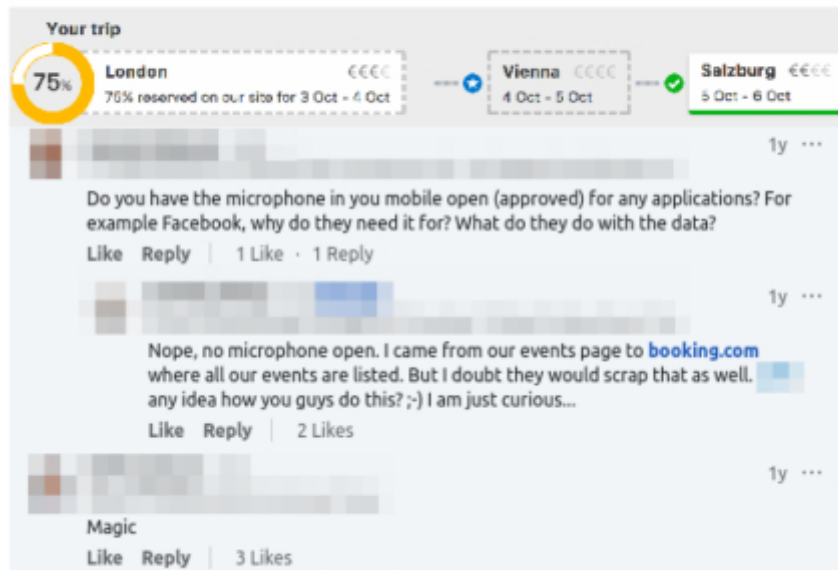 Your trip
75%
London €€€€
75% reserved on our site for 3 Oct - 4 Oct
Vienna €€€€
4 Oct - 5 Oct
Salzburg €€€€
5 Oct - 6 Oct
1y ···
Do you have the microphone in you mobile open (approved) for any applications? For
example Facebook, why do they need it for? What do they do with the data?
Like Reply | 1 Like · 1 Reply
1y ···
Nope, no microphone open. I came from our events page to booking.com
where all our events are listed. But I doubt they would scrap that as well.
any idea how you guys do this? ;-) I am just curious...
Like Reply | 2 Likes
1y ···
Magic
Like Reply | 3 Likes